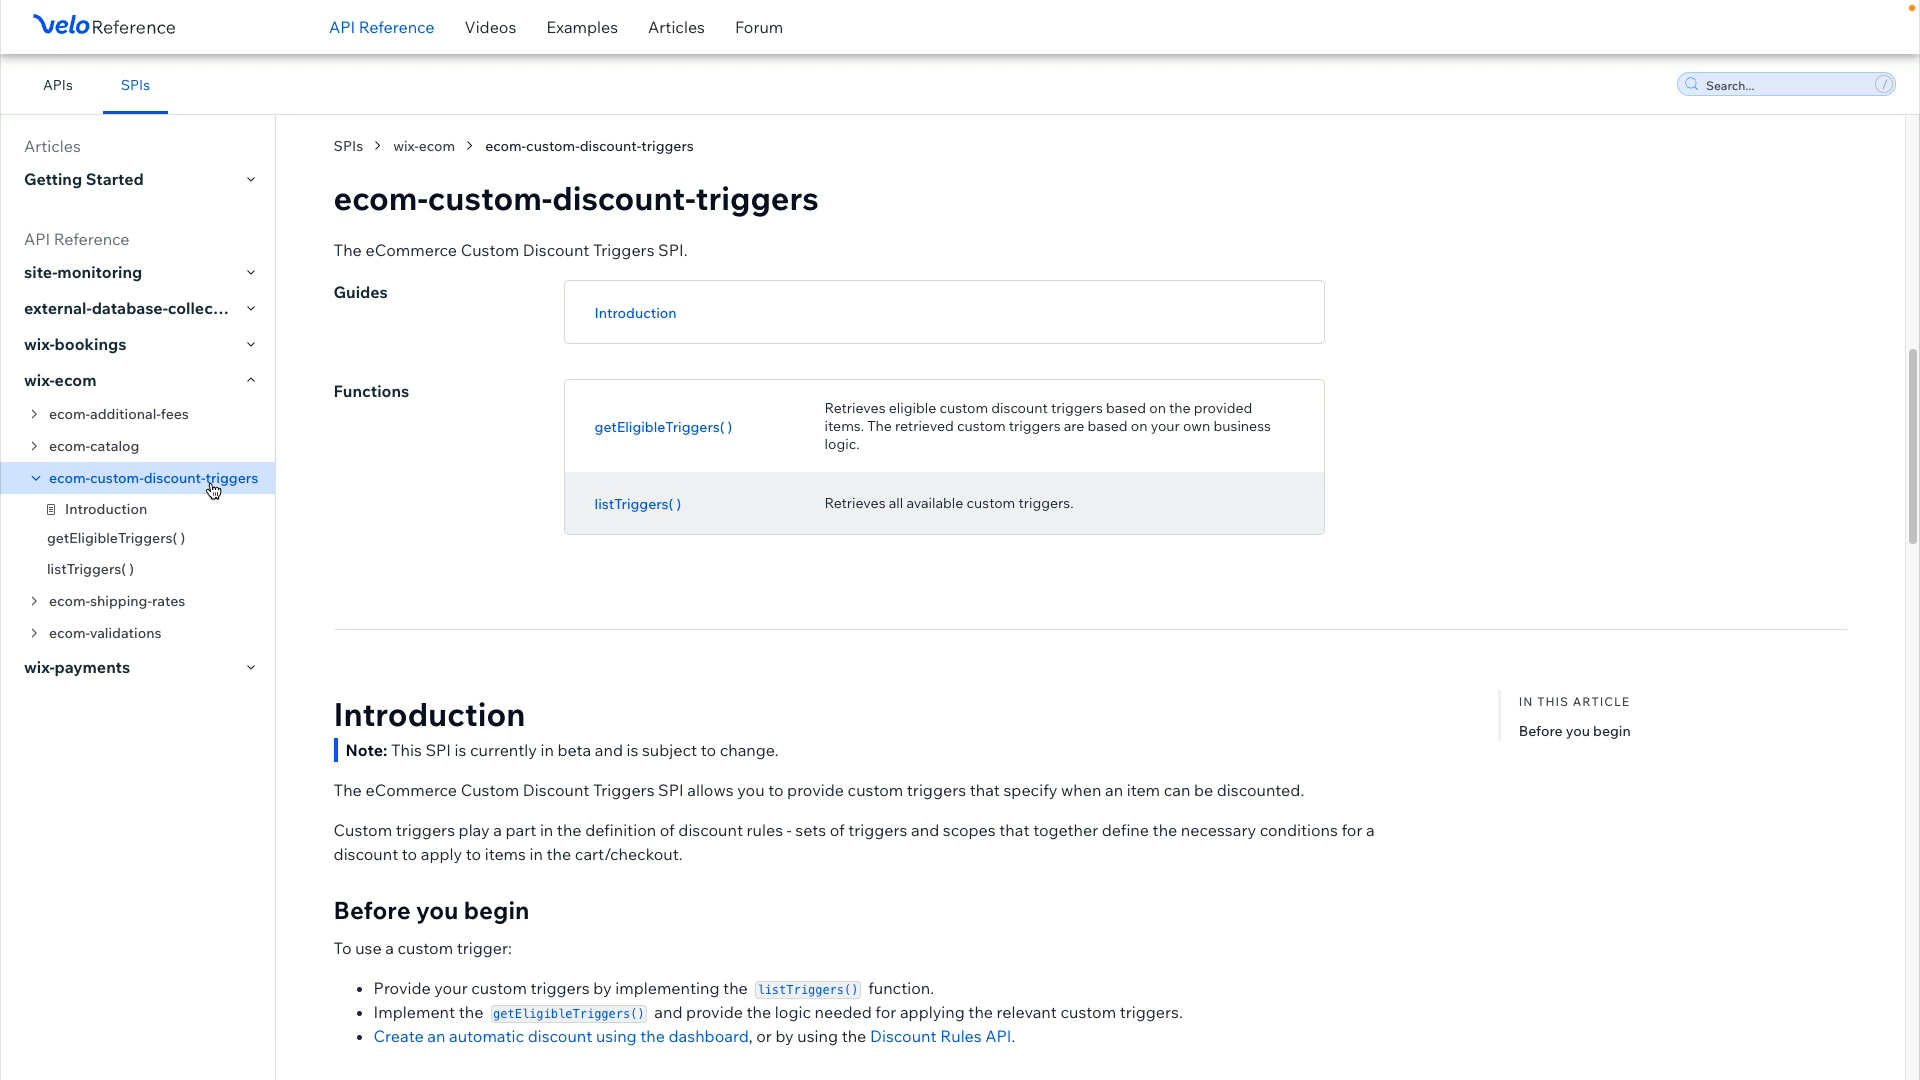 velo Reference
API Reference Videos Examples Articles Forum
APIs SPIs
Search... /
Articles
Getting Started
API Reference
site-monitoring
external-database-collec...
wix-bookings
wix-ecom
ecom-additional-fees
ecom-catalog
ecom-custom-discount-triggers
Introduction
getEligibleTriggers( )
listTriggers( )
ecom-shipping-rates
ecom-validations
wix-payments
SPIs > wix-ecom > ecom-custom-discount-triggers
ecom-custom-discount-triggers
The eCommerce Custom Discount Triggers SPI.
Guides
Introduction
Functions
getEligibleTriggers( )
Retrieves eligible custom discount triggers based on the provided
items. The retrieved custom triggers are based on your own business
logic.
listTriggers( )
Retrieves all available custom triggers.
Introduction
Note: This SPI is currently in beta and is subject to change.
The eCommerce Custom Discount Triggers SPI allows you to provide custom triggers that specify when an item can be discounted.
Custom triggers play a part in the definition of discount rules - sets of triggers and scopes that together define the necessary conditions for a
discount to apply to items in the cart/checkout.
Before you begin
To use a custom trigger:
• Provide your custom triggers by implementing the listTriggers() function.
• Implement the getEligibleTriggers() and provide the logic needed for applying the relevant custom triggers.
• Create an automatic discount using the dashboard, or by using the Discount Rules API.
IN THIS ARTICLE
Before you begin